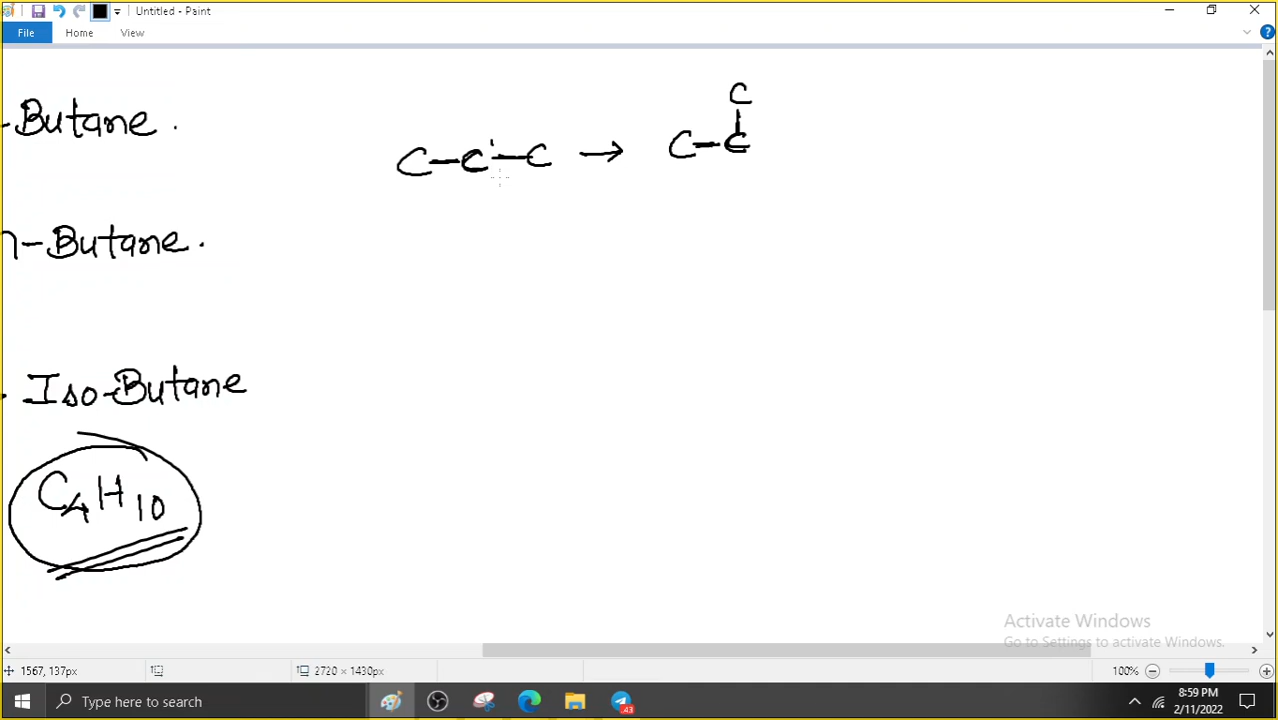 Untitled - Paint
File Home View
-Butane.
C-C-C → C-C
C
n-Butane.
Iso-Butane
C4H10
Activate Windows
Go to Settings to activate Windows.
1567, 137px
2720 × 1430px
100%
Type here to search
.43
8:59 PM
2/11/2022